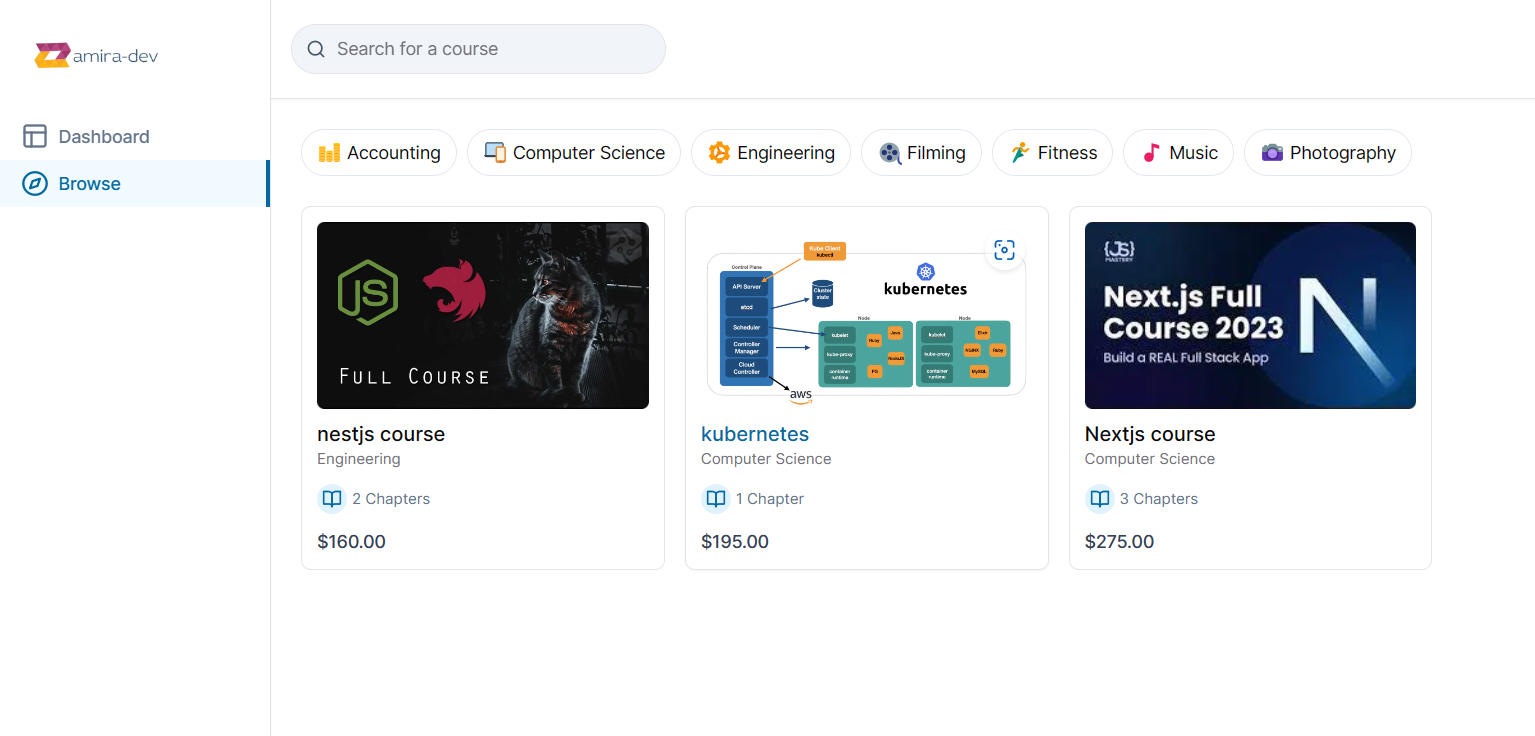 amira-dev
Search for a course
Dashboard
Browse
Accounting
Computer Science
Engineering
Filming
Fitness
Music
Photography
JS
FULL COURSE
nestjs course
Engineering
2 Chapters
$160.00
Kube Client
kubectl
Control Plane
API Server
etcd
Scheduler
Controller
Manager
Cloud
Controller
Cluster
state
kubernetes
Node
kubelet
kube-proxy
container
runtime
Java
Ruby
NodeJS
PG
Node
kubelet
kube-proxy
container
runtime
Elixir
NGINX
Ruby
MySQL
aws
kubernetes
Computer Science
1 Chapter
$195.00
{JS}
MASTERY
Next.js Full
Course 2023
Build a REAL Full Stack App
N
Nextjs course
Computer Science
3 Chapters
$275.00